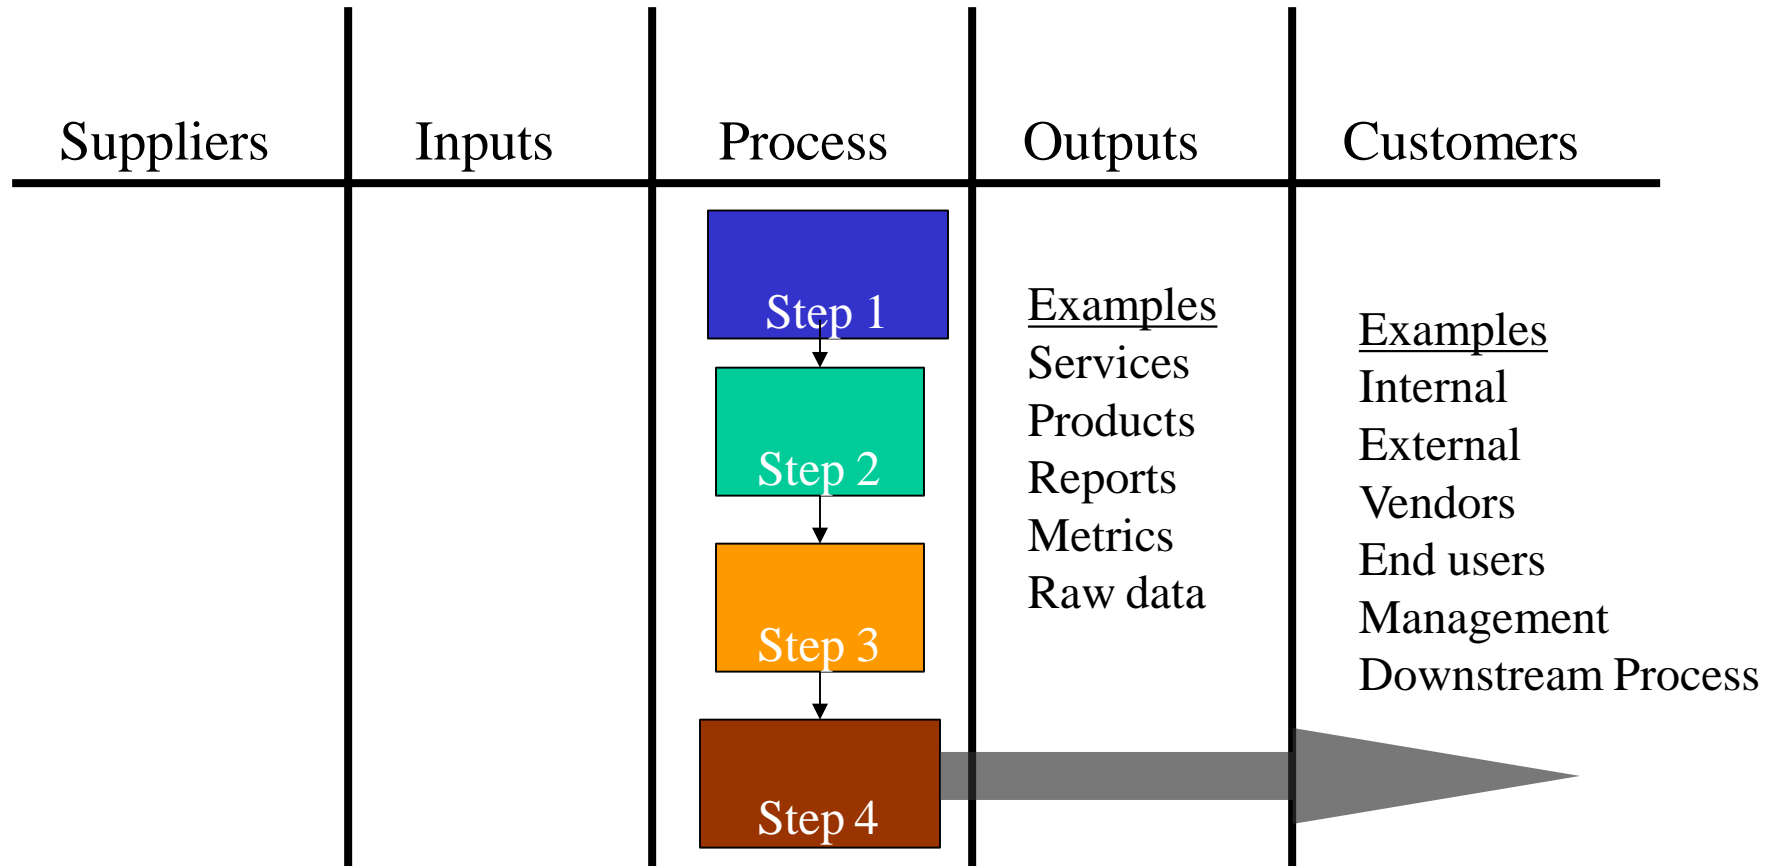 Suppliers
Inputs
Process
Outputs
Customers
Step 1
Step 2
Step 3
Step 4
Examples
Services
Products
Reports
Metrics
Raw data
Examples
Internal
External
Vendors
End users
Management
Downstream Process